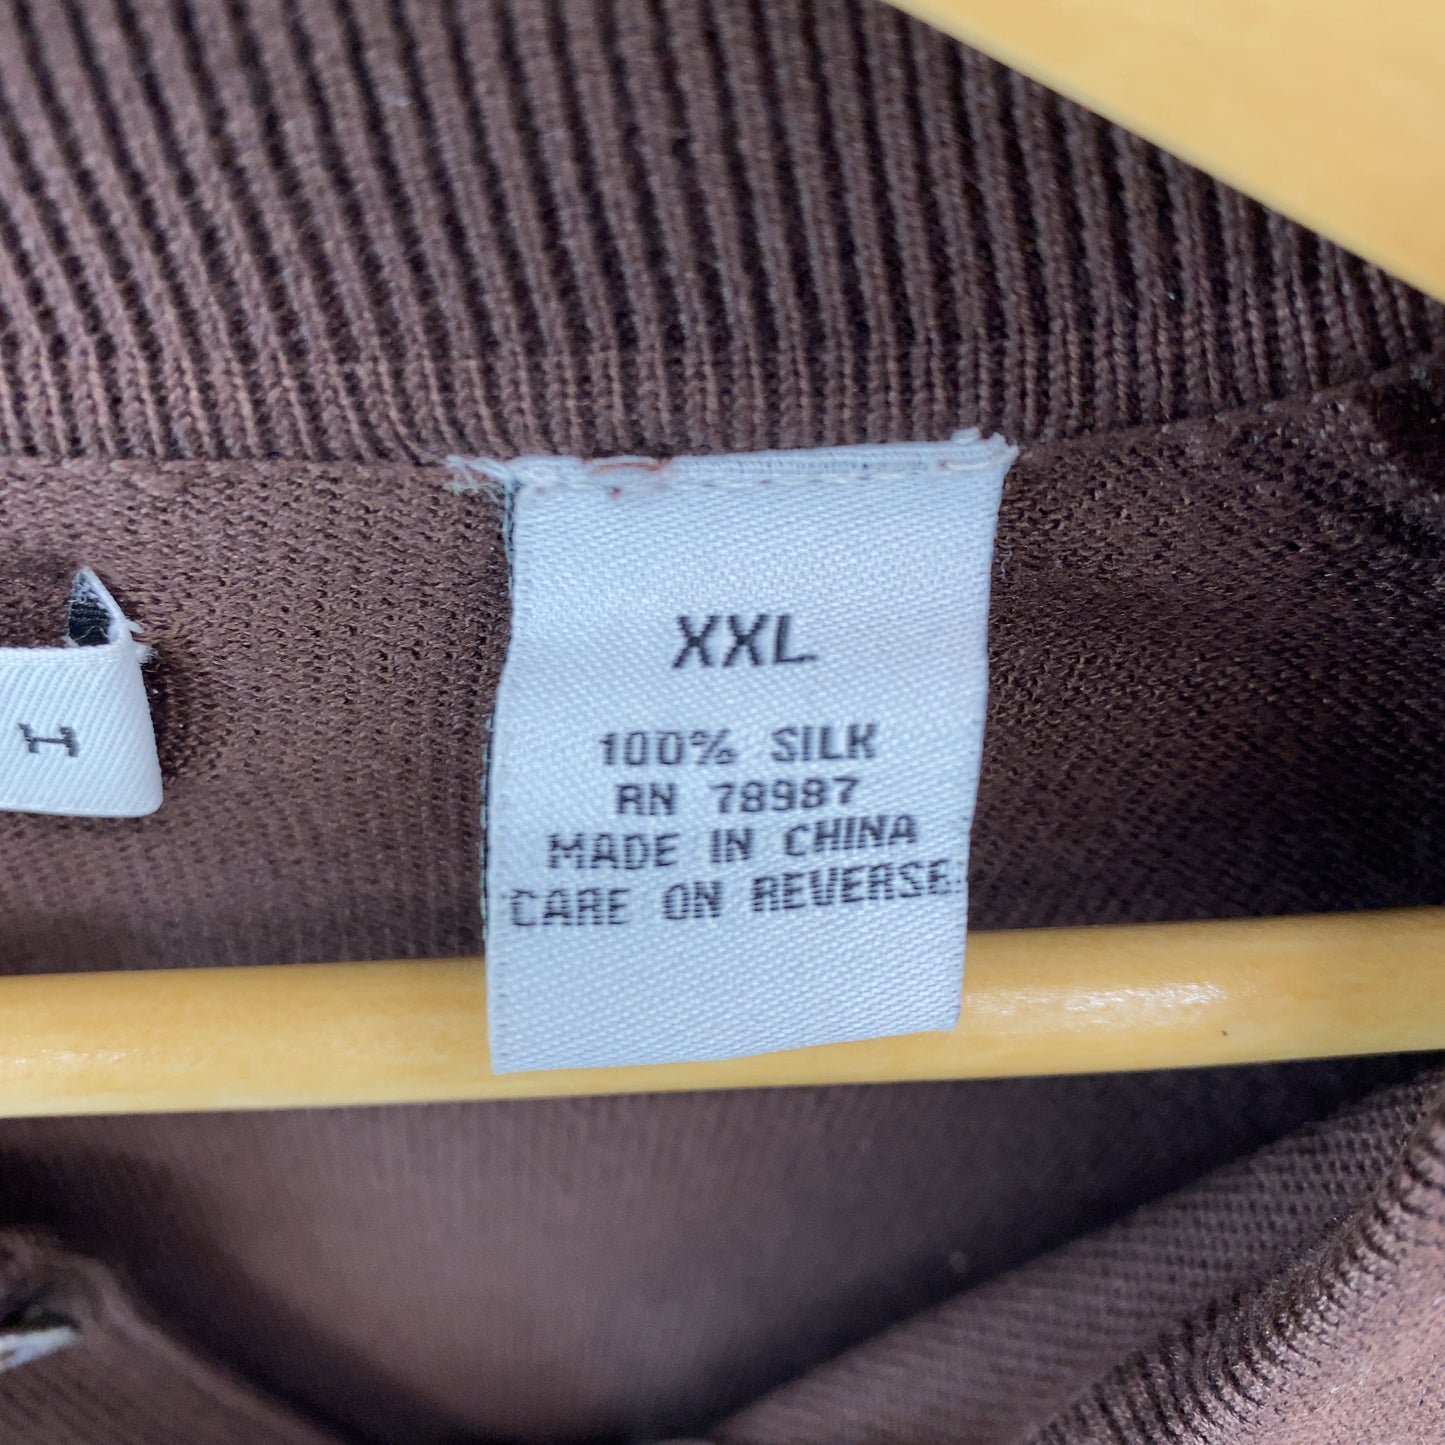 H
XXL
100% SILK
RN 78987
MADE IN CHINA
CARE ON REVERSE